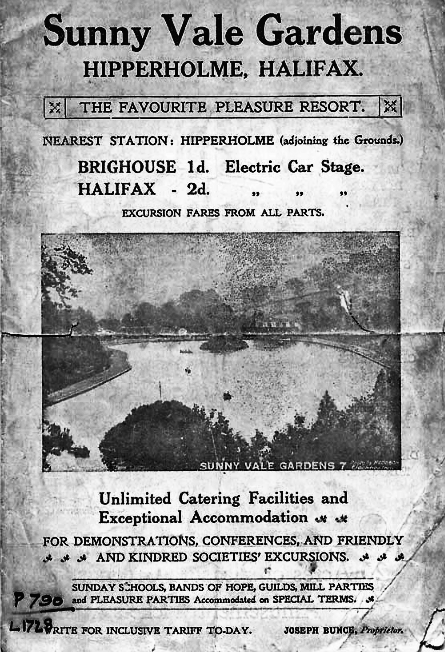 Sunny Vale Gardens
HIPPERHOLME, HALIFAX.
THE FAVOURITE PLEASURE RESORT.
NEAREST STATION: HIPPERHOLME (adjoining the Grounds.)
BRIGHOUSE 1d. Electric Car Stage.
HALIFAX - 2d. „ „ „
EXCURSION FARES FROM ALL PARTS.
SUNNY VALE GARDENS 7
Unlimited Catering Facilities and
Exceptional Accommodation
FOR DEMONSTRATIONS, CONFERENCES, AND FRIENDLY
AND KINDRED SOCIETIES' EXCURSIONS.
SUNDAY SCHOOLS, BANDS OF HOPE, GUILDS, MILL PARTIES
and PLEASURE PARTIES Accommodated on SPECIAL TERMS.
P 790
L1728
WRITE FOR INCLUSIVE TARIFF TO-DAY. JOSEPH BUNCE, Proprietor.